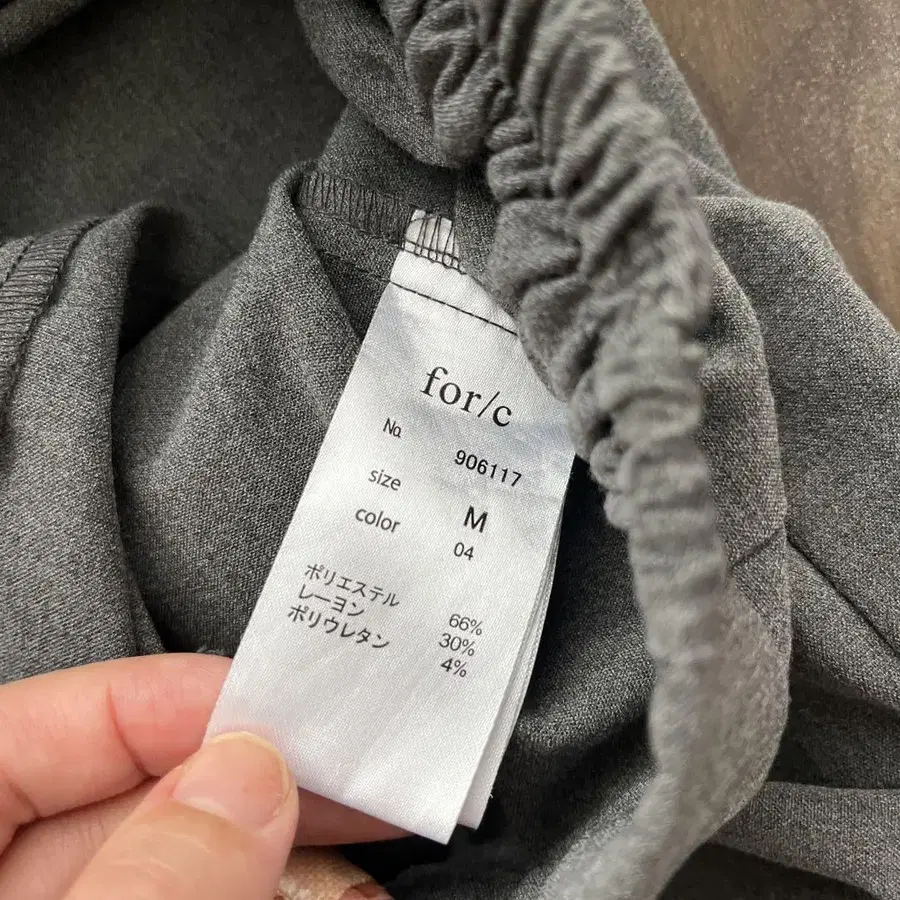 for/c
№ 906117
size M
color 04
ポリエステル 66%
レーヨン 30%
ポリウレタン 4%